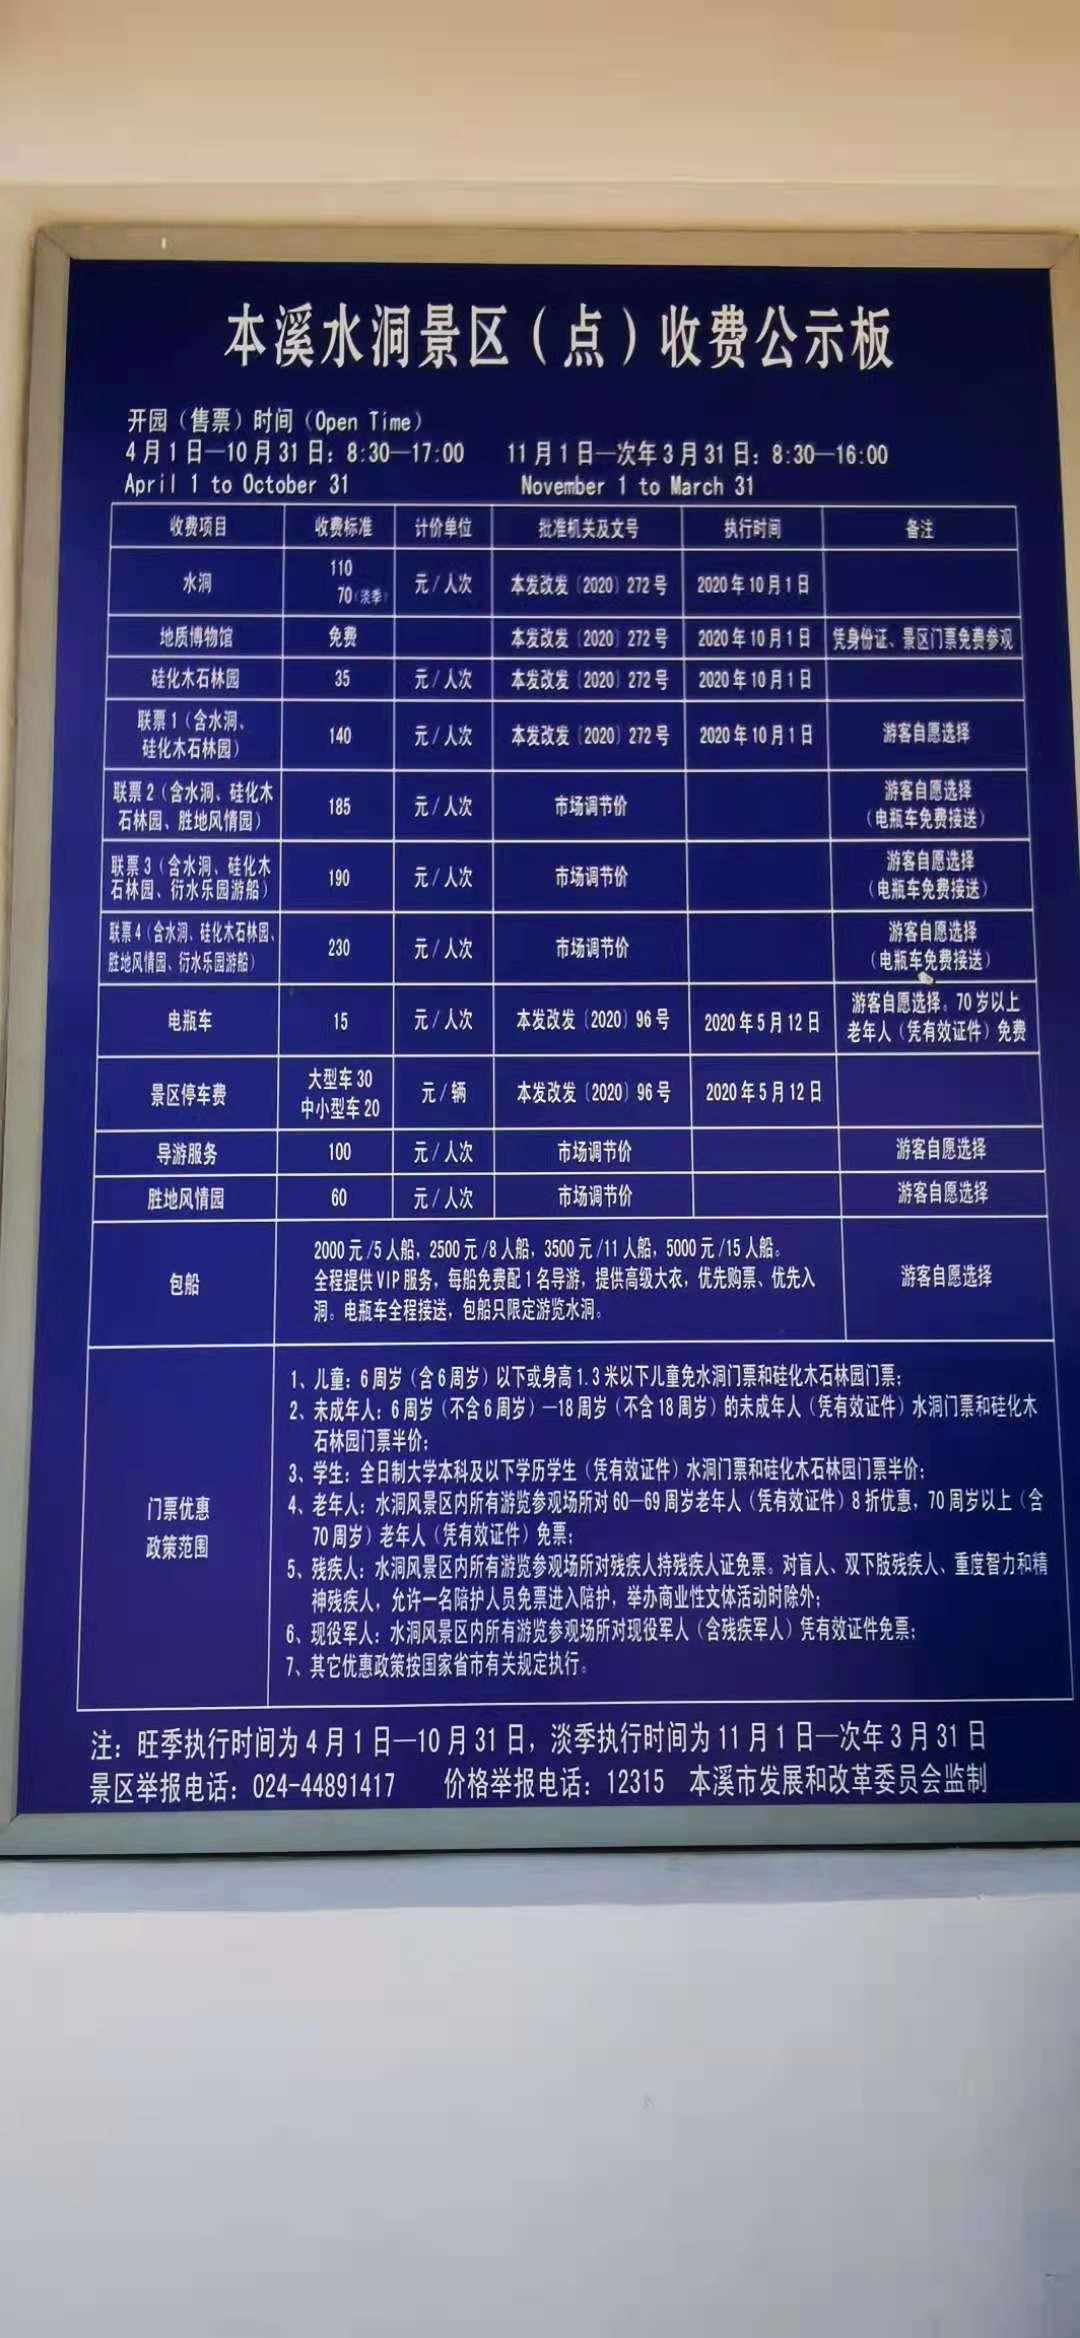 本溪水洞景区（点）收费公示板
开园（售票）时间（Open Time）
4月1日—10月31日：8:30—17:00 11月1日—次年3月31日：8:30—16:00
April 1 to October 31 November 1 to March 31
收费项目 收费标准 计价单位 批准机关及文号 执行时间 备注
水洞 110 70（淡季） 元/人次 本发改发〔2020〕272号 2020年10月1日
地质博物馆 免费 本发改发〔2020〕272号 2020年10月1日 凭身份证、景区门票免费参观
硅化木石林园 35 元/人次 本发改发〔2020〕272号 2020年10月1日
联票1（含水洞、
硅化木石林园） 140 元/人次 本发改发〔2020〕272号 2020年10月1日 游客自愿选择
联票2（含水洞、硅化木
石林园、胜地风情园） 185 元/人次 市场调节价 游客自愿选择
（电瓶车免费接送）
联票3（含水洞、硅化木
石林园、衍水乐园游船） 190 元/人次 市场调节价 游客自愿选择
（电瓶车免费接送）
联票4（含水洞、硅化木石林园、
胜地风情园、衍水乐园游船） 230 元/人次 市场调节价 游客自愿选择
（电瓶车免费接送）
电瓶车 15 元/人次 本发改发〔2020〕96号 2020年5月12日 游客自愿选择。70岁以上
老年人（凭有效证件）免费
景区停车费 大型车30
中小型车20 元/辆 本发改发〔2020〕96号 2020年5月12日
导游服务 100 元/人次 市场调节价 游客自愿选择
胜地风情园 60 元/人次 市场调节价 游客自愿选择
包船 2000元/5人船，2500元/8人船，3500元/11人船，5000元/15人船。
全程提供VIP服务，每船免费配1名导游，提供高级大衣，优先购票、优先入
洞。电瓶车全程接送，包船只限定游览水洞。 游客自愿选择
门票优惠
政策范围
1、儿童：6周岁（含6周岁）以下或身高1.3米以下儿童免水洞门票和硅化木石林园门票；
2、未成年人：6周岁（不含6周岁）—18周岁（不含18周岁）的未成年人（凭有效证件）水洞门票和硅化木
石林园门票半价；
3、学生：全日制大学本科及以下学历学生（凭有效证件）水洞门票和硅化木石林园门票半价；
4、老年人：水洞风景区内所有游览参观场所对60—69周岁老年人（凭有效证件）8折优惠，70周岁以上（含
70周岁）老年人（凭有效证件）免票；
5、残疾人：水洞风景区内所有游览参观场所对残疾人持残疾人证免票。对盲人、双下肢残疾人、重度智力和精
神残疾人，允许一名陪护人员免票进入陪护，举办商业性文体活动时除外；
6、现役军人：水洞风景区内所有游览参观场所对现役军人（含残疾军人）凭有效证件免票；
7、其它优惠政策按国家省市有关规定执行。
注：旺季执行时间为4月1日—10月31日，淡季执行时间为11月1日—次年3月31日
景区举报电话：024-44891417 价格举报电话：12315 本溪市发展和改革委员会监制